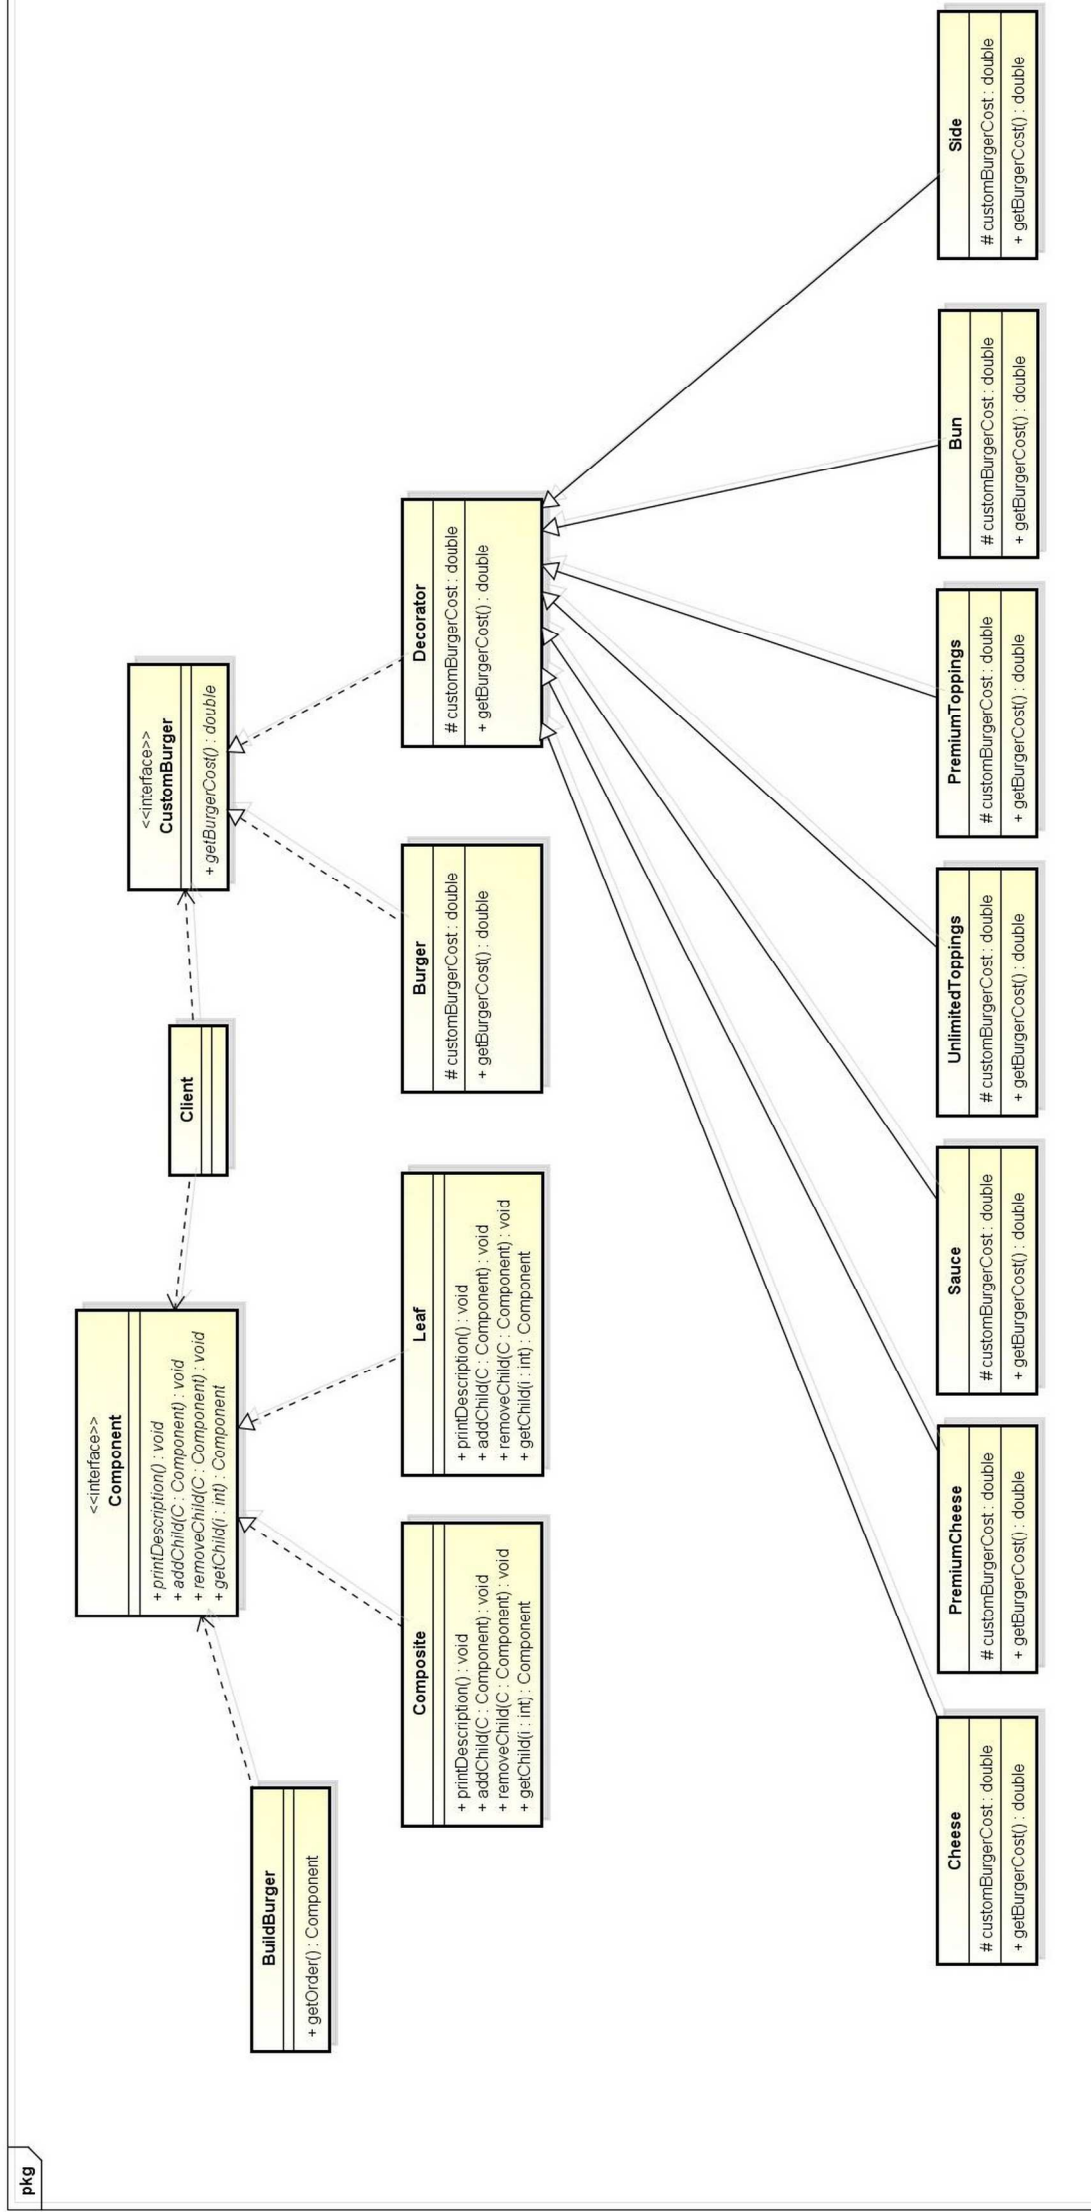 pkg
<<interface>>
Component
+ printDescription() : void
+ addChild(C : Component) : void
+ removeChild(C : Component) : void
+ getChild(i : int) : Component
Client
<<interface>>
CustomBurger
+ getBurgerCost() : double
BuildBurger
+ getOrder() : Component
Composite
+ printDescription() : void
+ addChild(C : Component) : void
+ removeChild(C : Component) : void
+ getChild(i : int) : Component
Leaf
+ printDescription() : void
+ addChild(C : Component) : void
+ removeChild(C : Component) : void
+ getChild(i : int) : Component
Burger
# customBurgerCost : double
+ getBurgerCost() : double
Decorator
# customBurgerCost : double
+ getBurgerCost() : double
Cheese
# customBurgerCost : double
+ getBurgerCost() : double
PremiumCheese
# customBurgerCost : double
+ getBurgerCost() : double
Sauce
# customBurgerCost : double
+ getBurgerCost() : double
UnlimitedToppings
# customBurgerCost : double
+ getBurgerCost() : double
PremiumToppings
# customBurgerCost : double
+ getBurgerCost() : double
Bun
# customBurgerCost : double
+ getBurgerCost() : double
Side
# customBurgerCost : double
+ getBurgerCost() : double